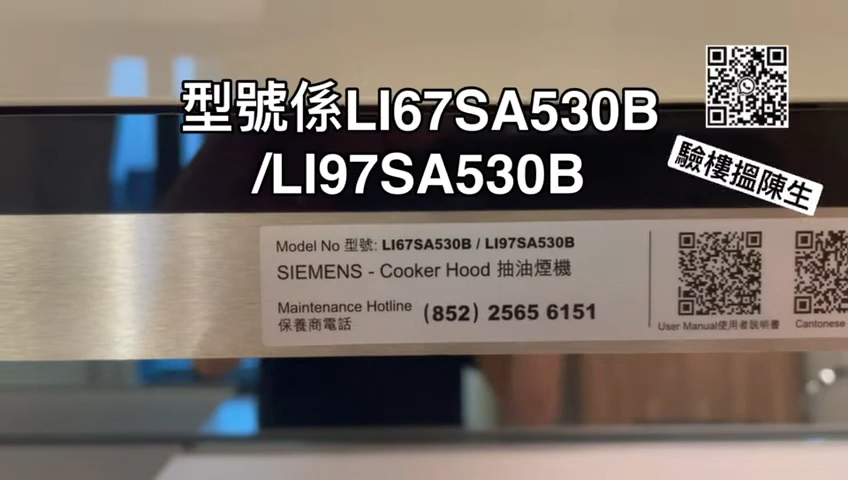 型號係LI67SA530B
/LI97SA530B
驗樓搵陳生
Model No 型號: LI67SA530B / LI97SA530B
SIEMENS - Cooker Hood 抽油煙機
Maintenance Hotline
保養商電話
(852) 2565 6151
User Manual使用者說明書
Cantonese